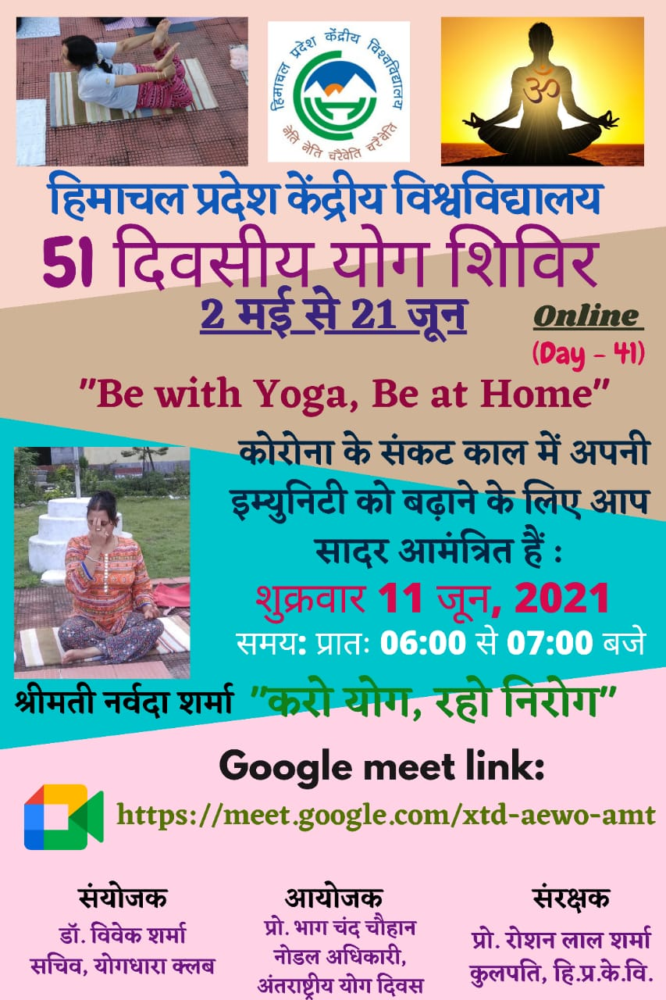 हिमाचल प्रदेश केंद्रीय विश्वविद्यालय
नेति नेति चरैवेति चरैवेति
ॐ
हिमाचल प्रदेश केंद्रीय विश्वविद्यालय
51 दिवसीय योग शिविर
2 मई से 21 जून
Online
(Day - 41)
"Be with Yoga, Be at Home"
कोरोना के संकट काल में अपनी
इम्युनिटी को बढ़ाने के लिए आप
सादर आमंत्रित हैं :
शुक्रवार 11 जून, 2021
समय: प्रातः 06:00 से 07:00 बजे
श्रीमती नर्वदा शर्मा
"करो योग, रहो निरोग"
Google meet link:
https://meet.google.com/xtd-aewo-amt
संयोजक
डॉ. विवेक शर्मा
सचिव, योगधारा क्लब
आयोजक
प्रो. भाग चंद चौहान
नोडल अधिकारी,
अंतराष्ट्रीय योग दिवस
संरक्षक
प्रो. रोशन लाल शर्मा
कुलपति, हि.प्र.के.वि.